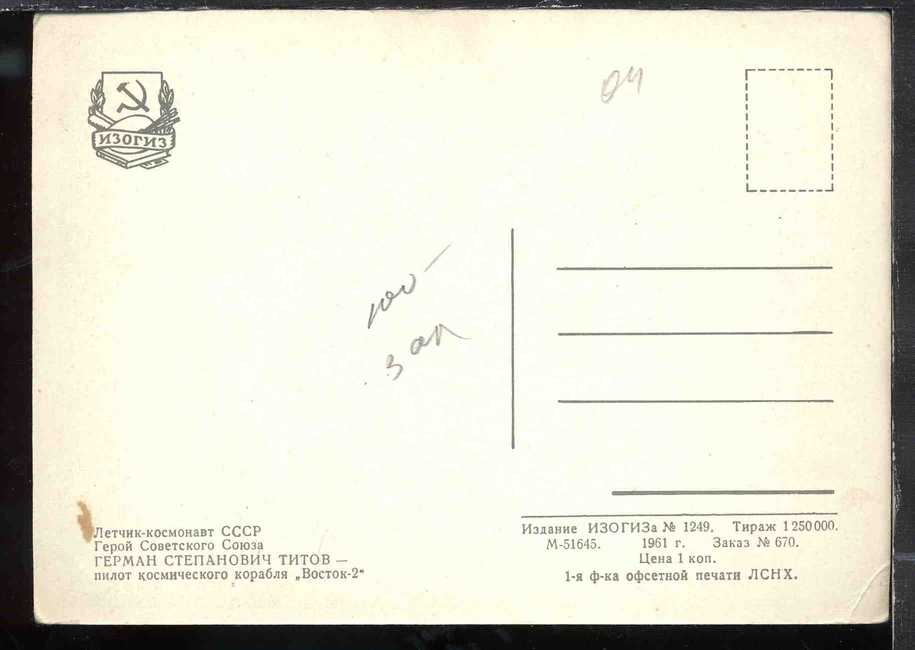 ИЗОГИЗ
Летчик-космонавт СССР
Герой Советского Союза
ГЕРМАН СТЕПАНОВИЧ ТИТОВ —
пилот космического корабля „Восток-2“
Издание ИЗОГИЗа № 1249. Тираж 1 250 000.
М-51645. 1961 г. Заказ № 670.
Цена 1 коп.
1-я ф-ка офсетной печати ЛСНХ.